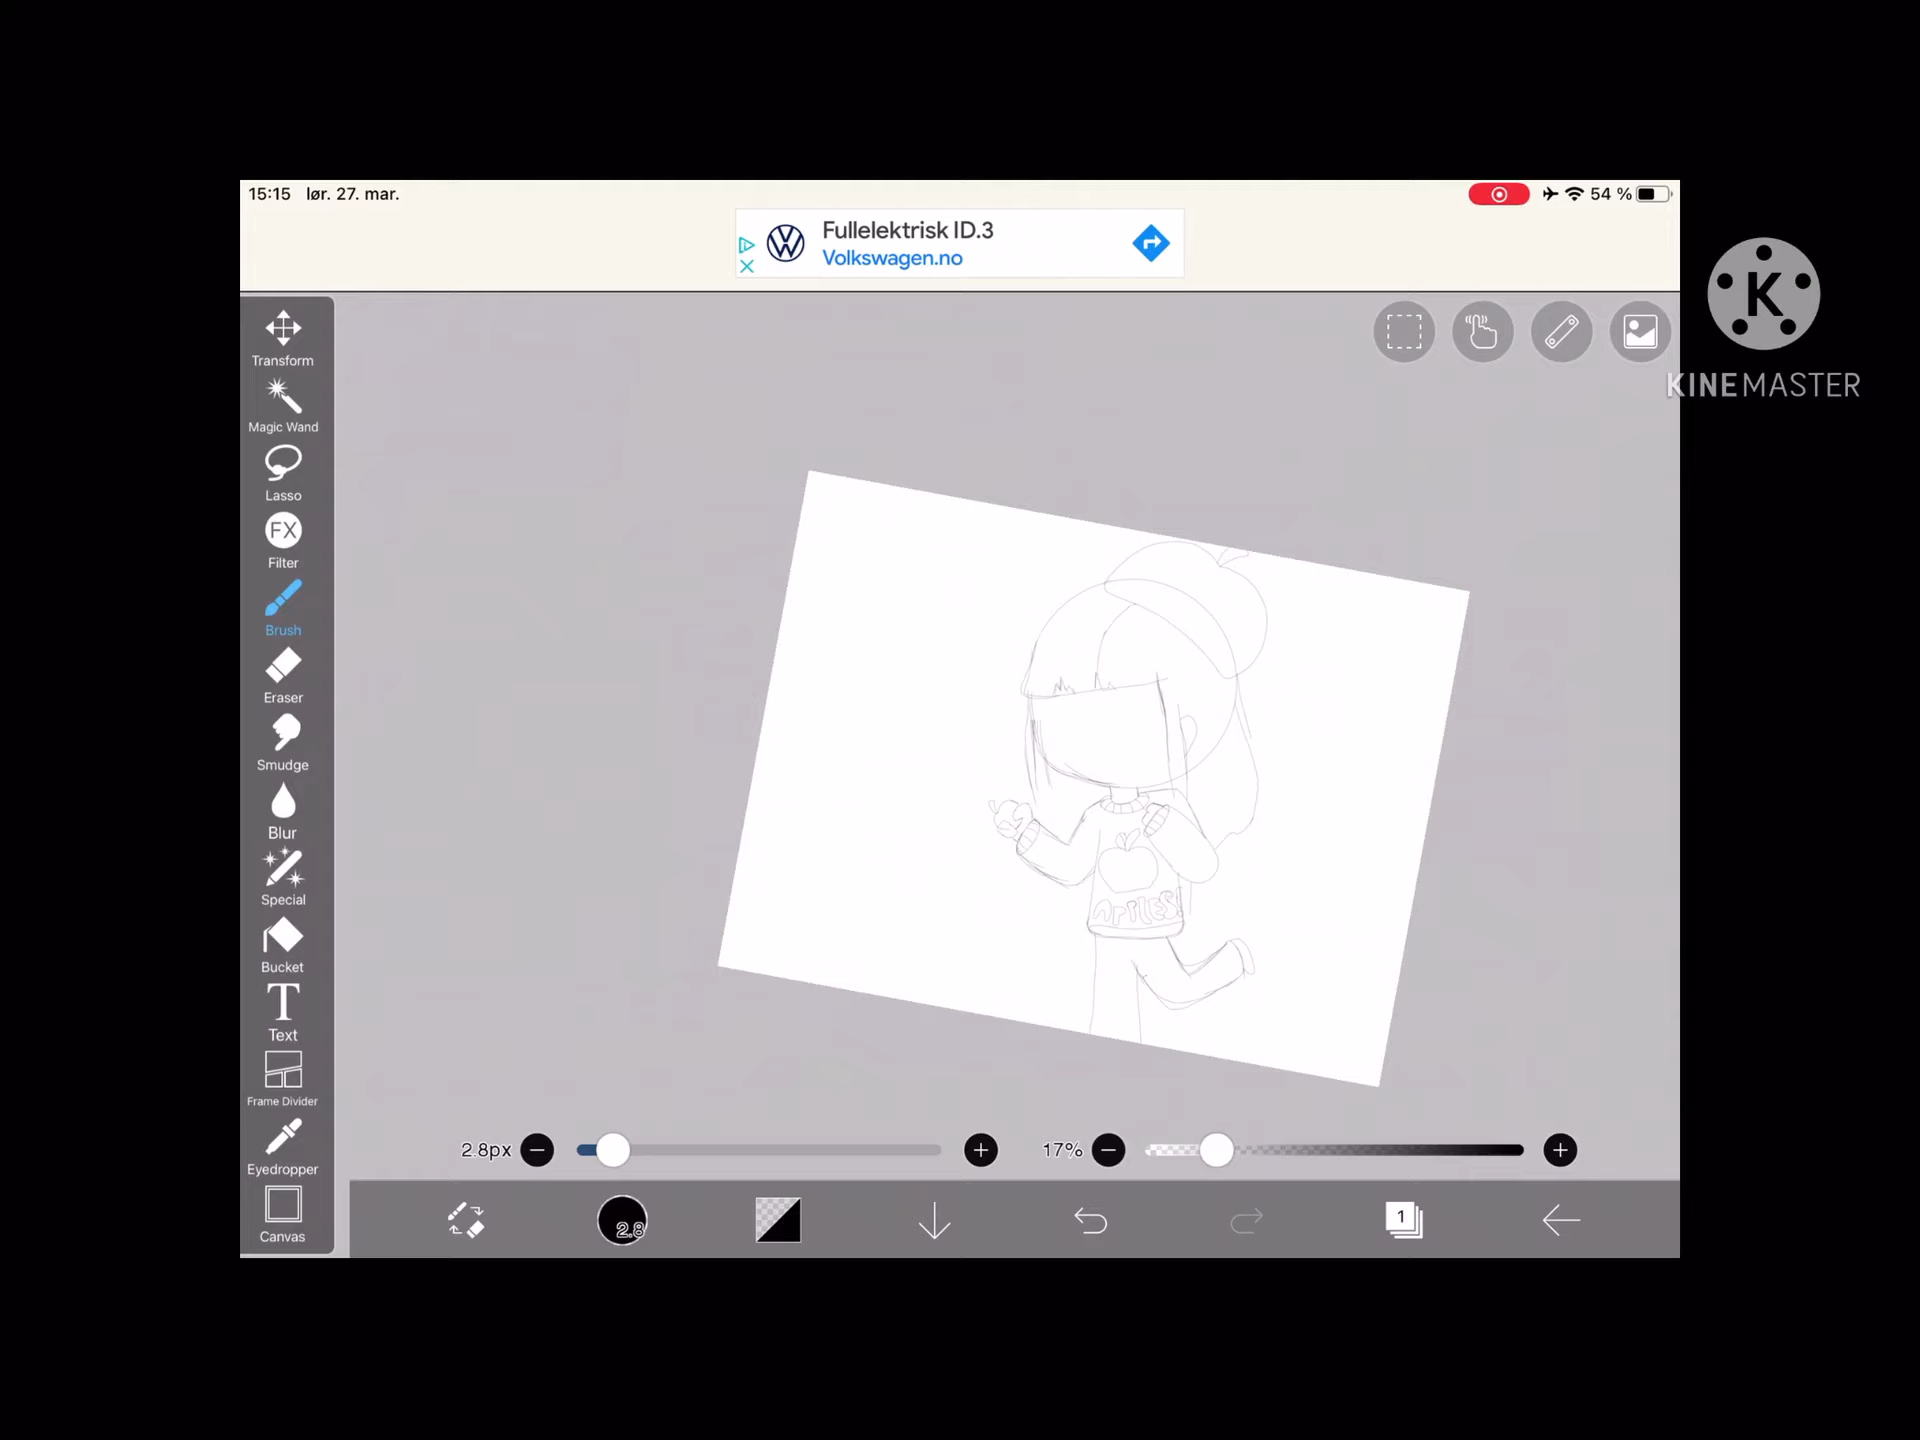 15:15 lør. 27. mar.
54 %
Fullelektrisk ID.3
Volkswagen.no
K
KINEMASTER
Transform
Magic Wand
Lasso
FX
Filter
Brush
Eraser
Smudge
Blur
Special
Bucket
T
Text
Frame Divider
Eyedropper
Canvas
APPLES!
2.8px
17%
2.8
1